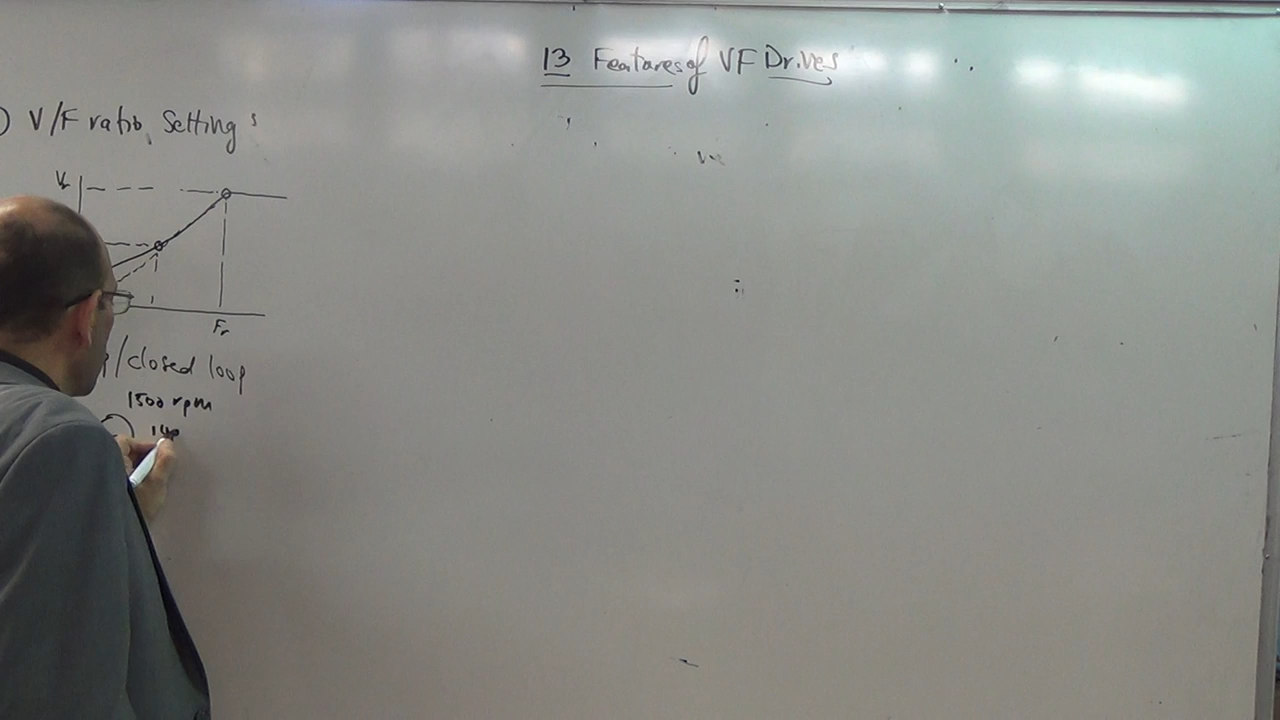 13 Features of VF Drives
) V/F ratio Setting :
Vr
Fr
/closed loop
1500 rpm